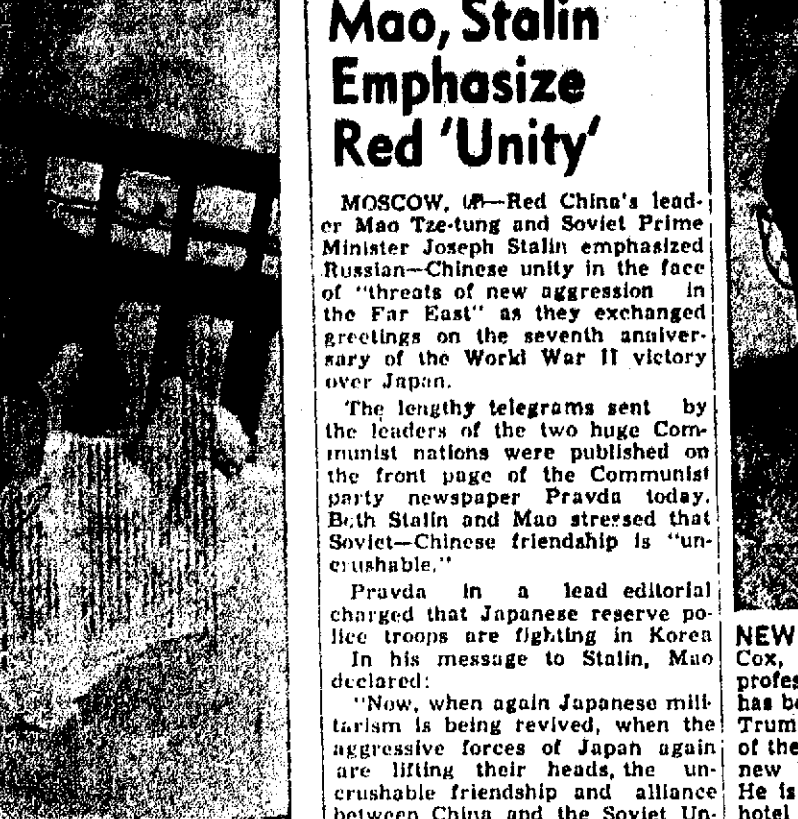 Mao, Stalin
Emphasize
Red 'Unity'
MOSCOW, (AP)—Red China's lead-
er Mao Tze-tung and Soviet Prime
Minister Joseph Stalin emphasized
Russian—Chinese unity in the face
of "threats of new aggression in
the Far East" as they exchanged
greetings on the seventh anniver-
sary of the World War II victory
over Japan.
The lengthy telegrams sent by
the leaders of the two huge Com-
munist nations were published on
the front page of the Communist
party newspaper Pravda today.
Both Stalin and Mao stressed that
Soviet—Chinese friendship is "un-
crushable."
Pravda in a lead editorial
charged that Japanese reserve po-
lice troops are fighting in Korea
In his message to Stalin, Mao
declared:
"Now, when again Japanese mili-
tarism is being revived, when the
aggressive forces of Japan again
are lifting their heads, the un-
crushable friendship and alliance
between China and the Soviet Un-
NEW
Cox,
profes
has be
Trum
of the
new
He is
hotel